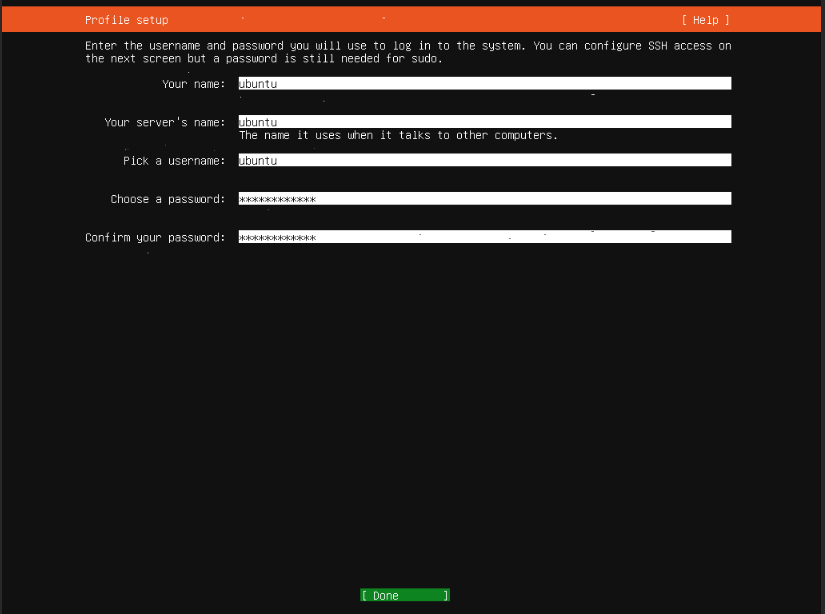 Profile setup [ Help ]
Enter the username and password you will use to log in to the system. You can configure SSH access on
the next screen but a password is still needed for sudo.
Your name: ubuntu
Your server's name: ubuntu
The name it uses when it talks to other computers.
Pick a username: ubuntu
Choose a password: ************
Confirm your password: ************
[ Done ]